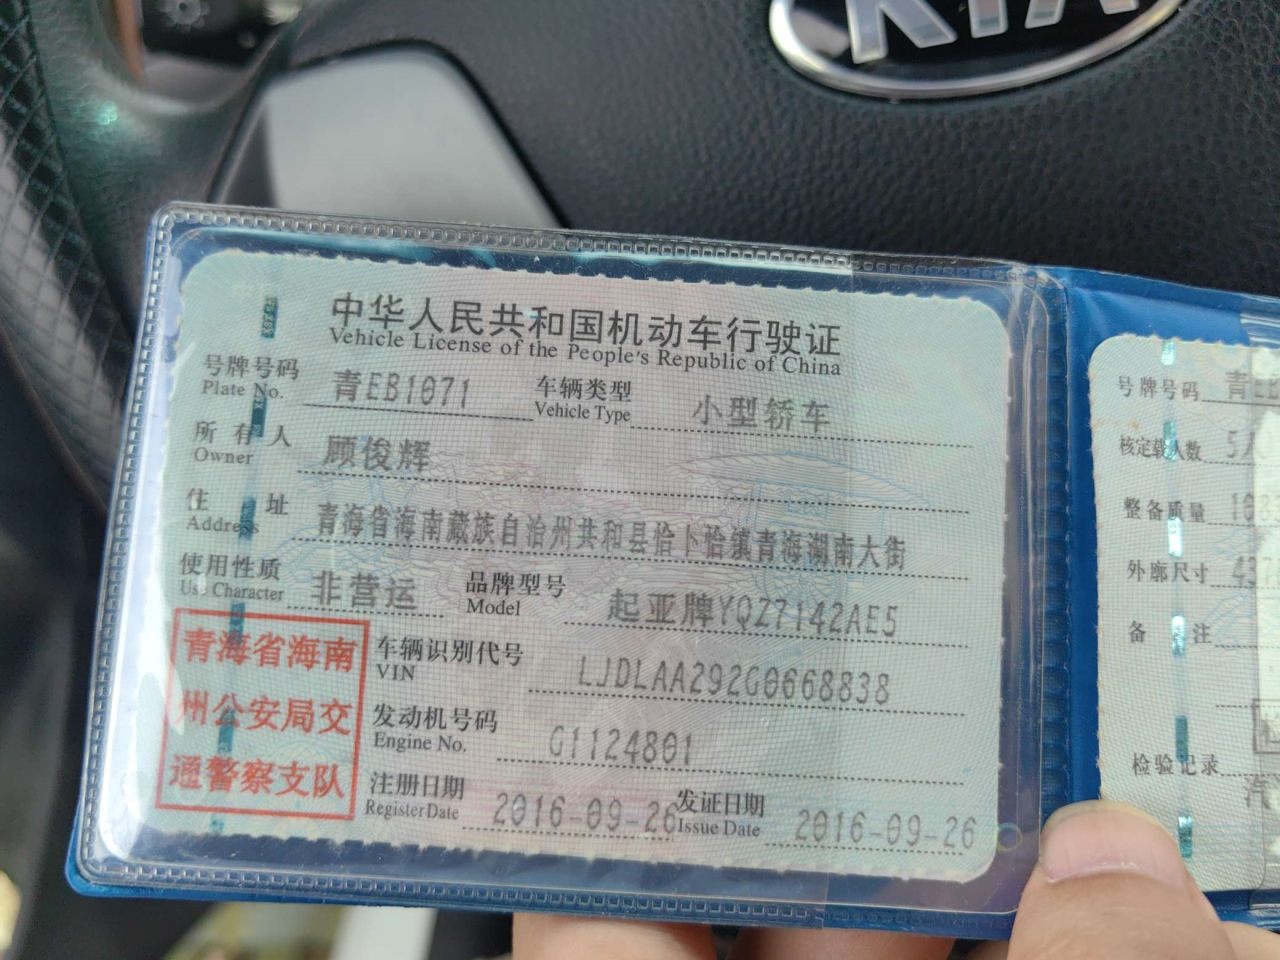 KIA
中华人民共和国机动车行驶证
Vehicle License of the People's Republic of China
号牌号码 青EB1071 车辆类型 小型轿车
Plate No. Vehicle Type
所有人 顾俊辉
Owner
住址 青海省海南藏族自治州共和县恰卜恰镇青海湖南大街
Address
使用性质 非营运 品牌型号 起亚牌YQZ7142AE5
Use Character Model
青海省海南
州公安局交
通警察支队
车辆识别代号 LJDLAA292G0668838
VIN
发动机号码 G1124801
Engine No.
注册日期 2016-09-26 发证日期 2016-09-26
Register Date Issue Date
号牌号码 青EB
核定载人数 5人
整备质量
外廓尺寸
备注
检验记录
汽